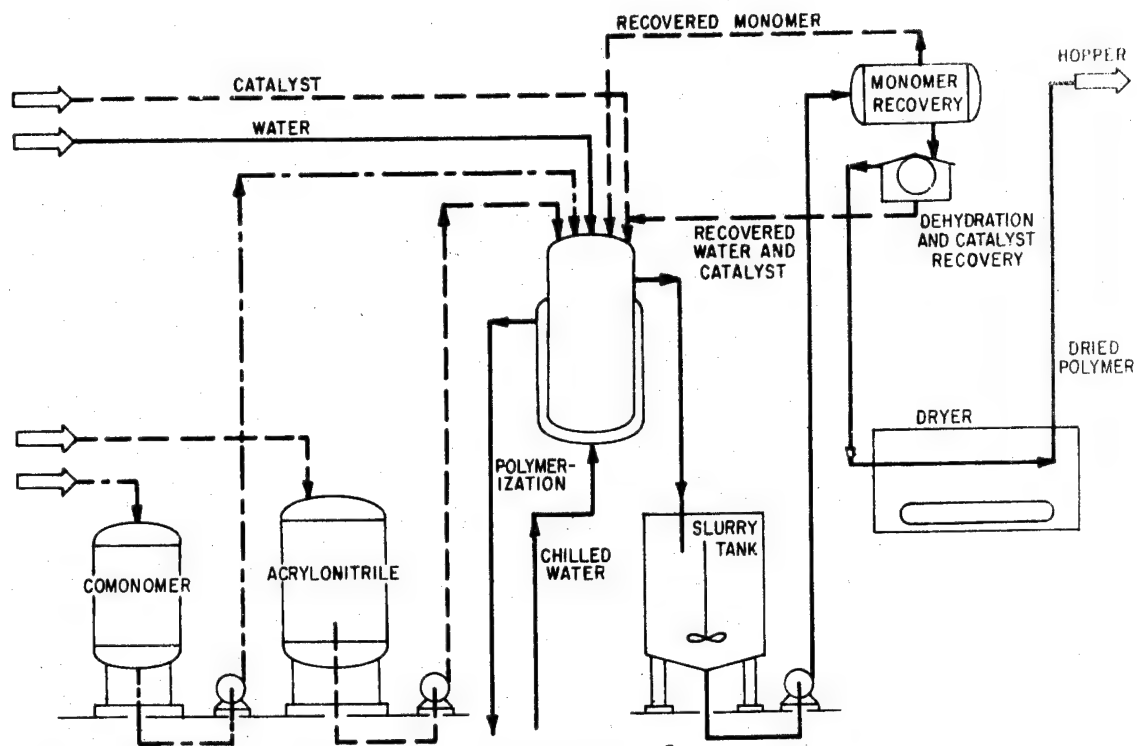 RECOVERED MONOMER
HOPPER
CATALYST
MONOMER
RECOVERY
WATER
RECOVERED
WATER AND
CATALYST
DEHYDRATION
AND CATALYST
RECOVERY
DRIED
POLYMER
DRYER
POLYMER-
IZATION
SLURRY
TANK
CHILLED
WATER
COMONOMER
ACRYLONITRILE